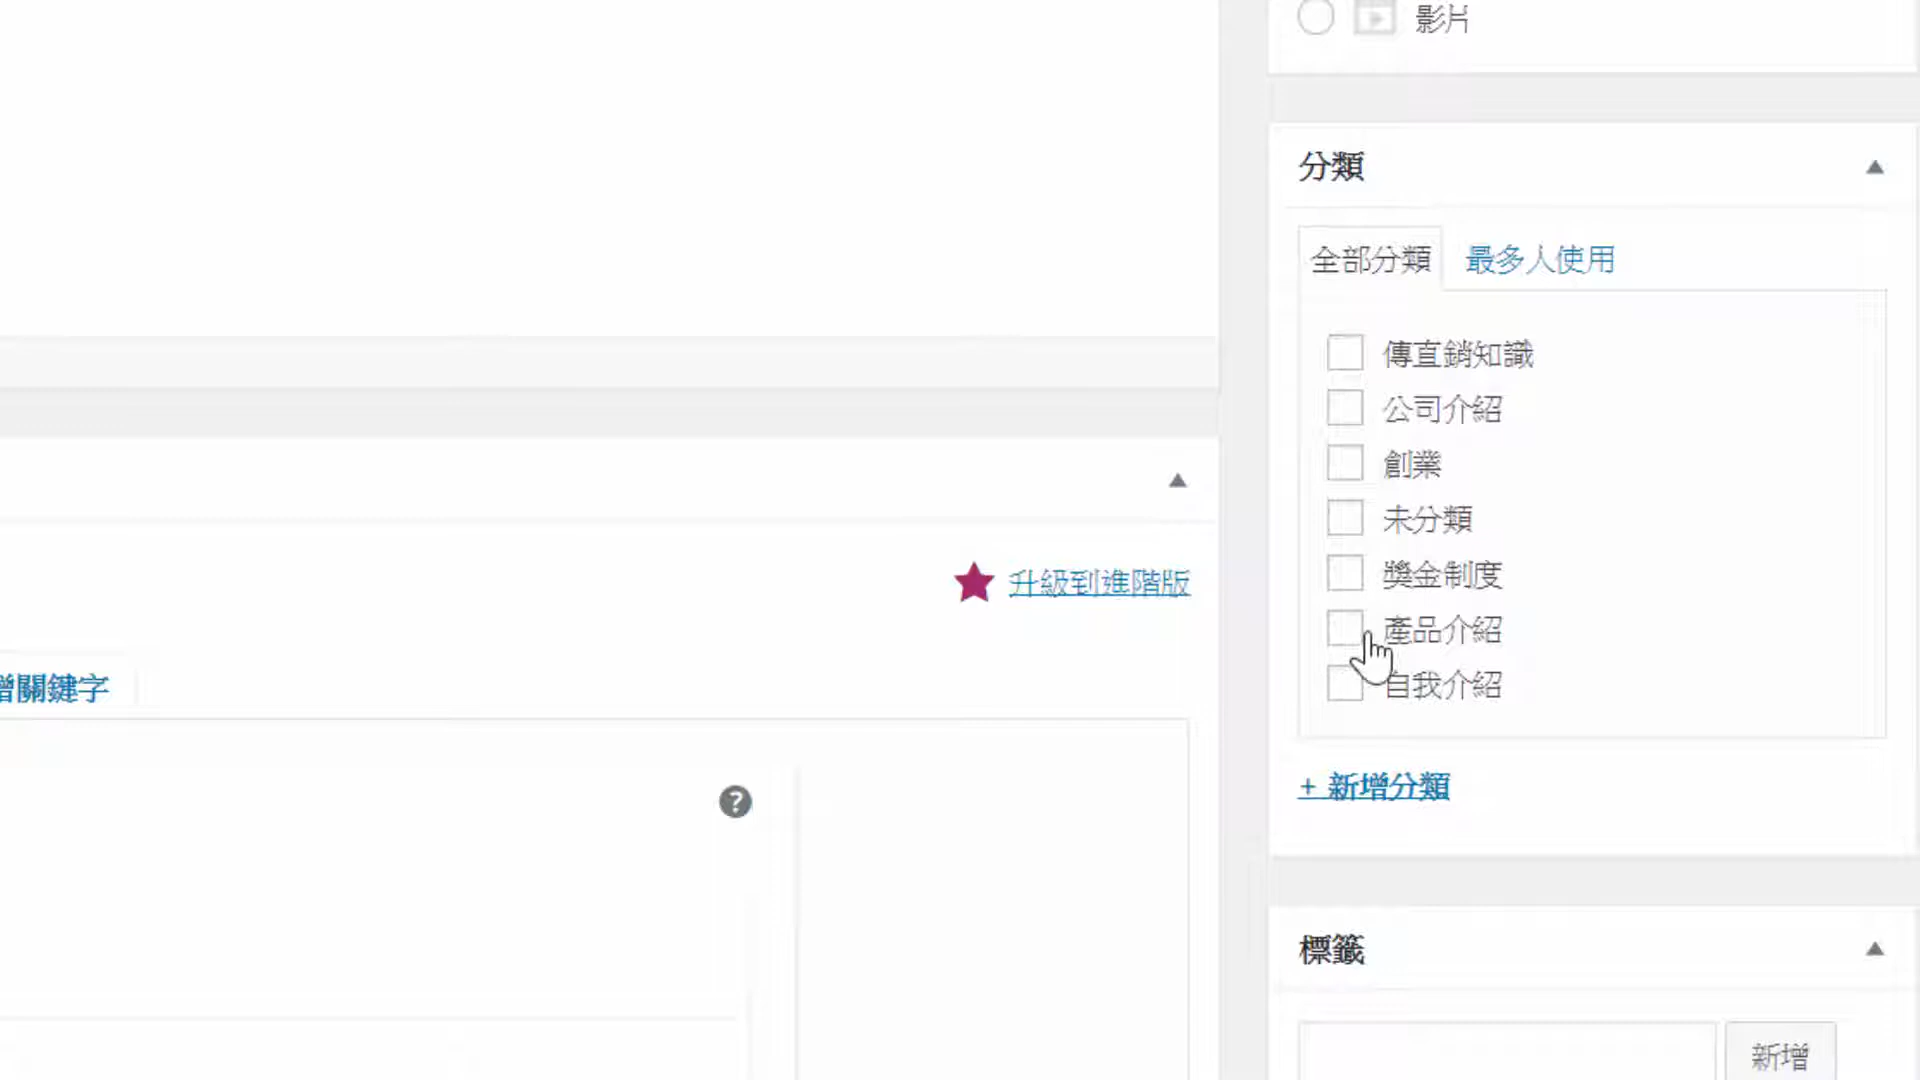 影片
分類
全部分類 最多人使用
傳直銷知識
公司介紹
創業
未分類
獎金制度
產品介紹
自我介紹
+ 新增分類
升級到進階版
增關鍵字
?
標籤
新增